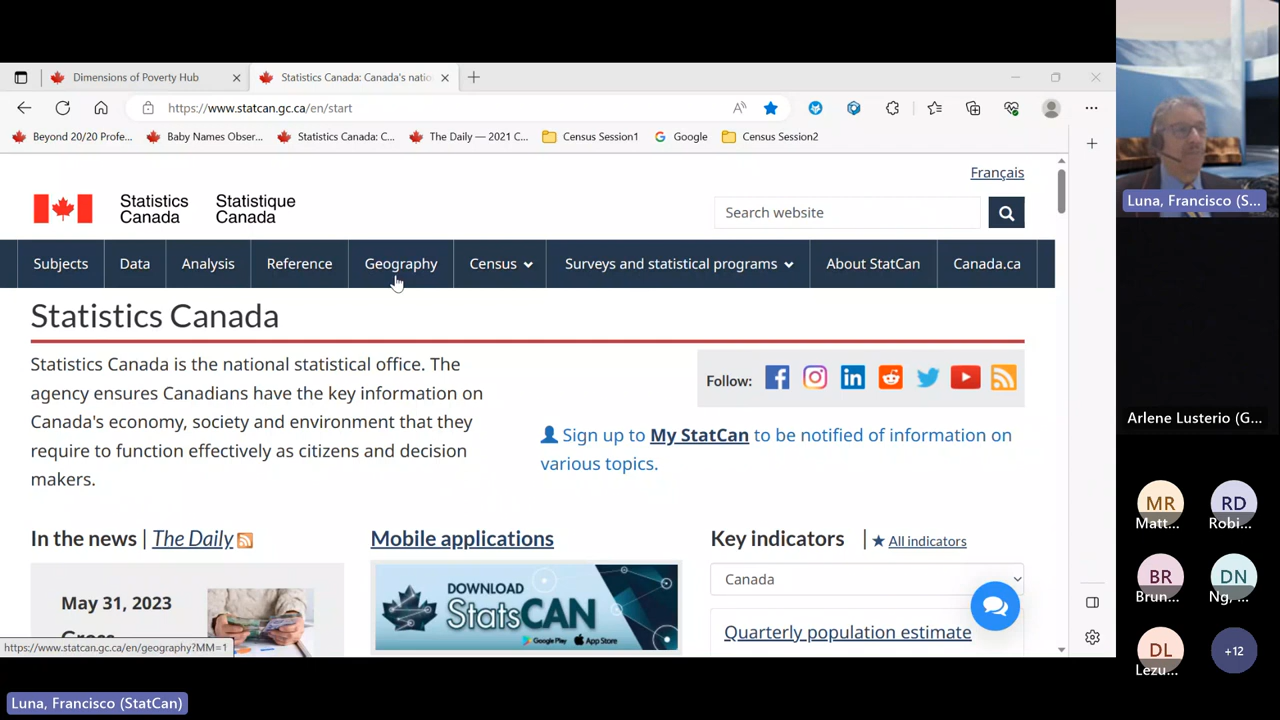 Dimensions of Poverty Hub
Statistics Canada: Canada's natio
https://www.statcan.gc.ca/en/start
Beyond 20/20 Profe...
Baby Names Obser...
Statistics Canada: C...
The Daily — 2021 C...
Census Session1
Google
Census Session2
Français
Statistics Canada
Statistique Canada
Search website
Subjects
Data
Analysis
Reference
Geography
Census
Surveys and statistical programs
About StatCan
Canada.ca
Statistics Canada
Statistics Canada is the national statistical office. The
agency ensures Canadians have the key information on
Canada's economy, society and environment that they
require to function effectively as citizens and decision
makers.
Follow:
Sign up to My StatCan to be notified of information on
various topics.
In the news | The Daily
May 31, 2023
Gross
Mobile applications
DOWNLOAD
StatsCAN
Google Play
App Store
Key indicators
All indicators
Canada
Quarterly population estimate
https://www.statcan.gc.ca/en/geography?MM=1
Luna, Francisco (StatCan)
Luna, Francisco (S...
Arlene Lusterio (G...
MR
Matt...
RD
Robi...
BR
Brun...
DN
Ng, ...
DL
Lezu...
+12